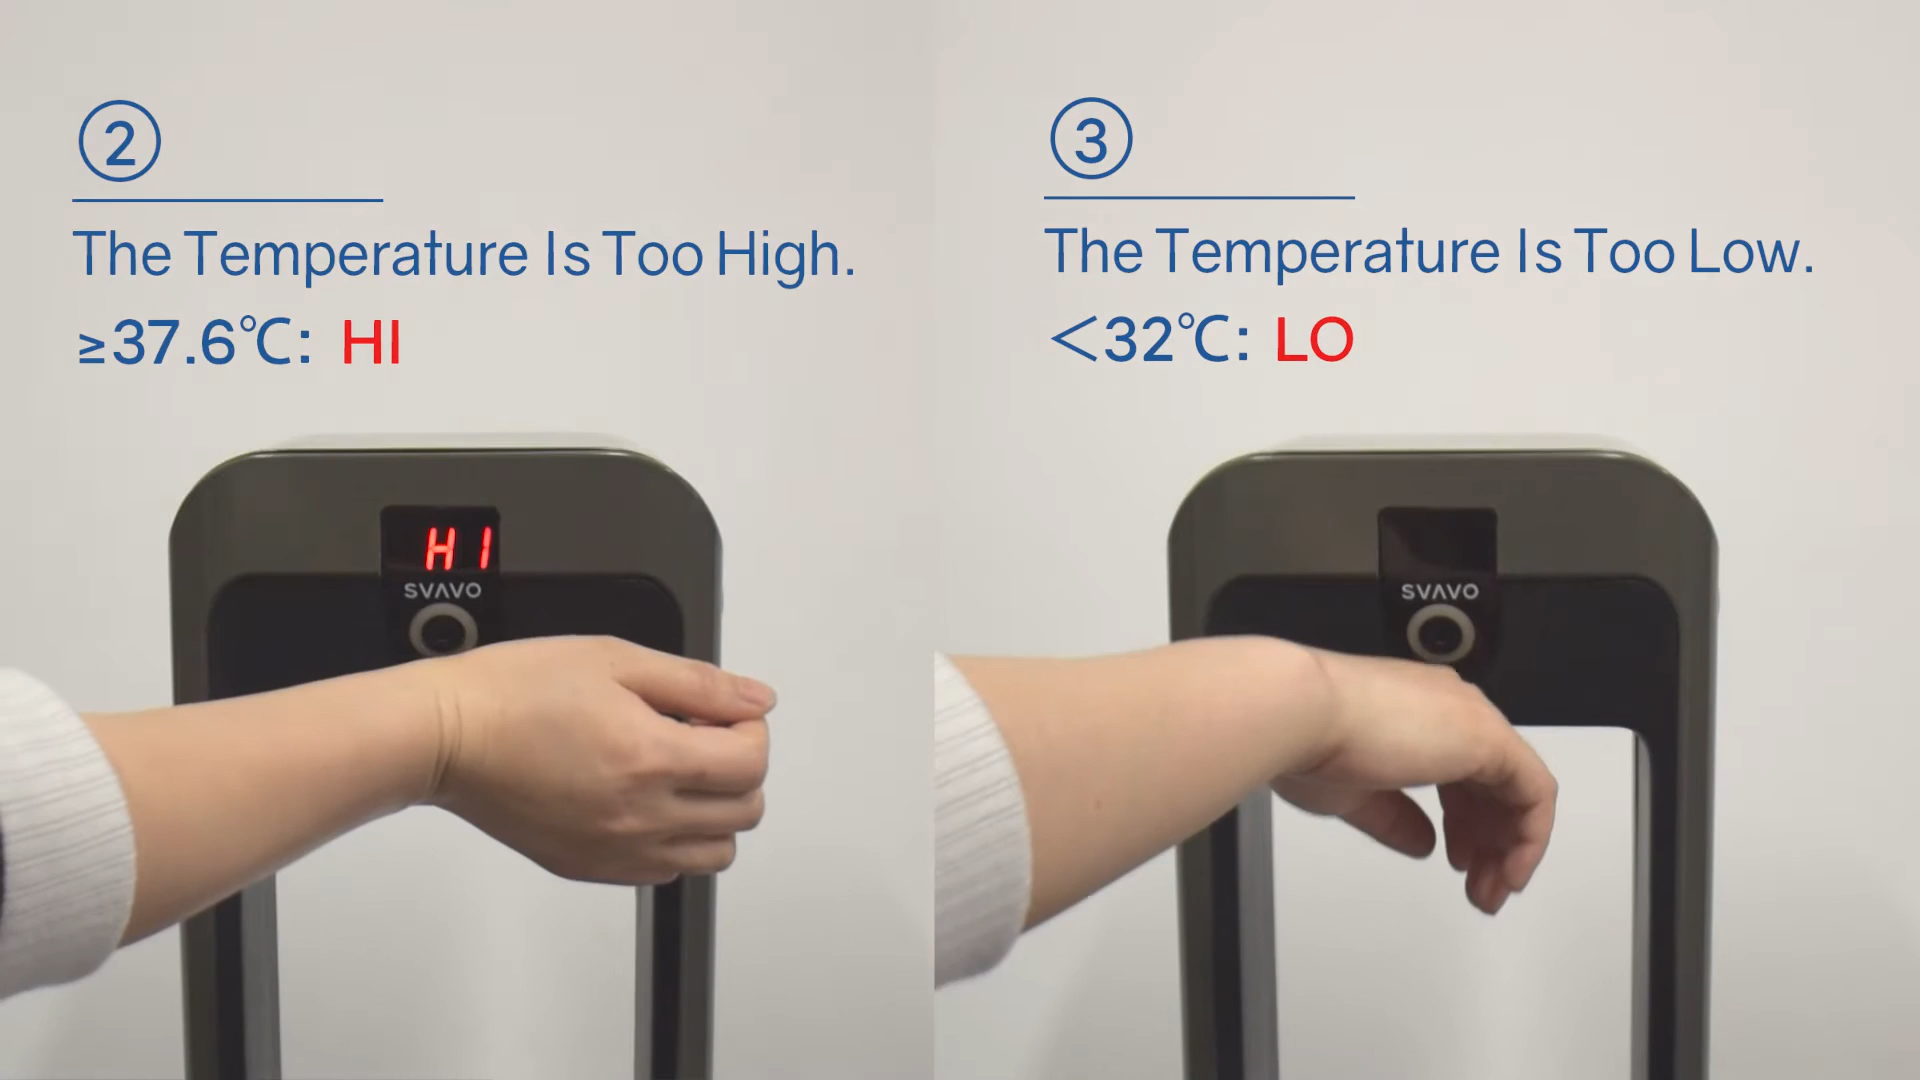 2
The Temperature Is Too High.
≥37.6℃: HI
HI
SVAVO
3
The Temperature Is Too Low.
<32℃: LO
SVAVO